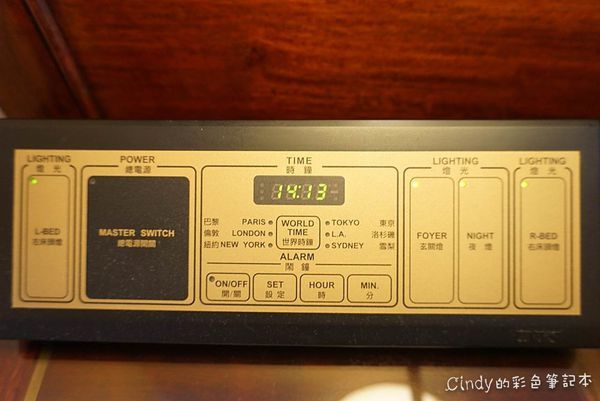 LIGHTING
燈光
L-BED
右床頭燈
POWER
總電源
MASTER SWITCH
總電源開關
TIME
時鐘
14:13
巴黎 PARIS
倫敦 LONDON
紐約 NEW YORK
WORLD TIME
世界時鐘
TOKYO 東京
L.A. 洛杉磯
SYDNEY 雪梨
ALARM
鬧鐘
ON/OFF
開/關
SET
設定
HOUR
時
MIN.
分
LIGHTING
燈光
FOYER
玄關燈
NIGHT
夜燈
LIGHTING
燈光
R-BED
右床頭燈
Cindy的彩色筆記本